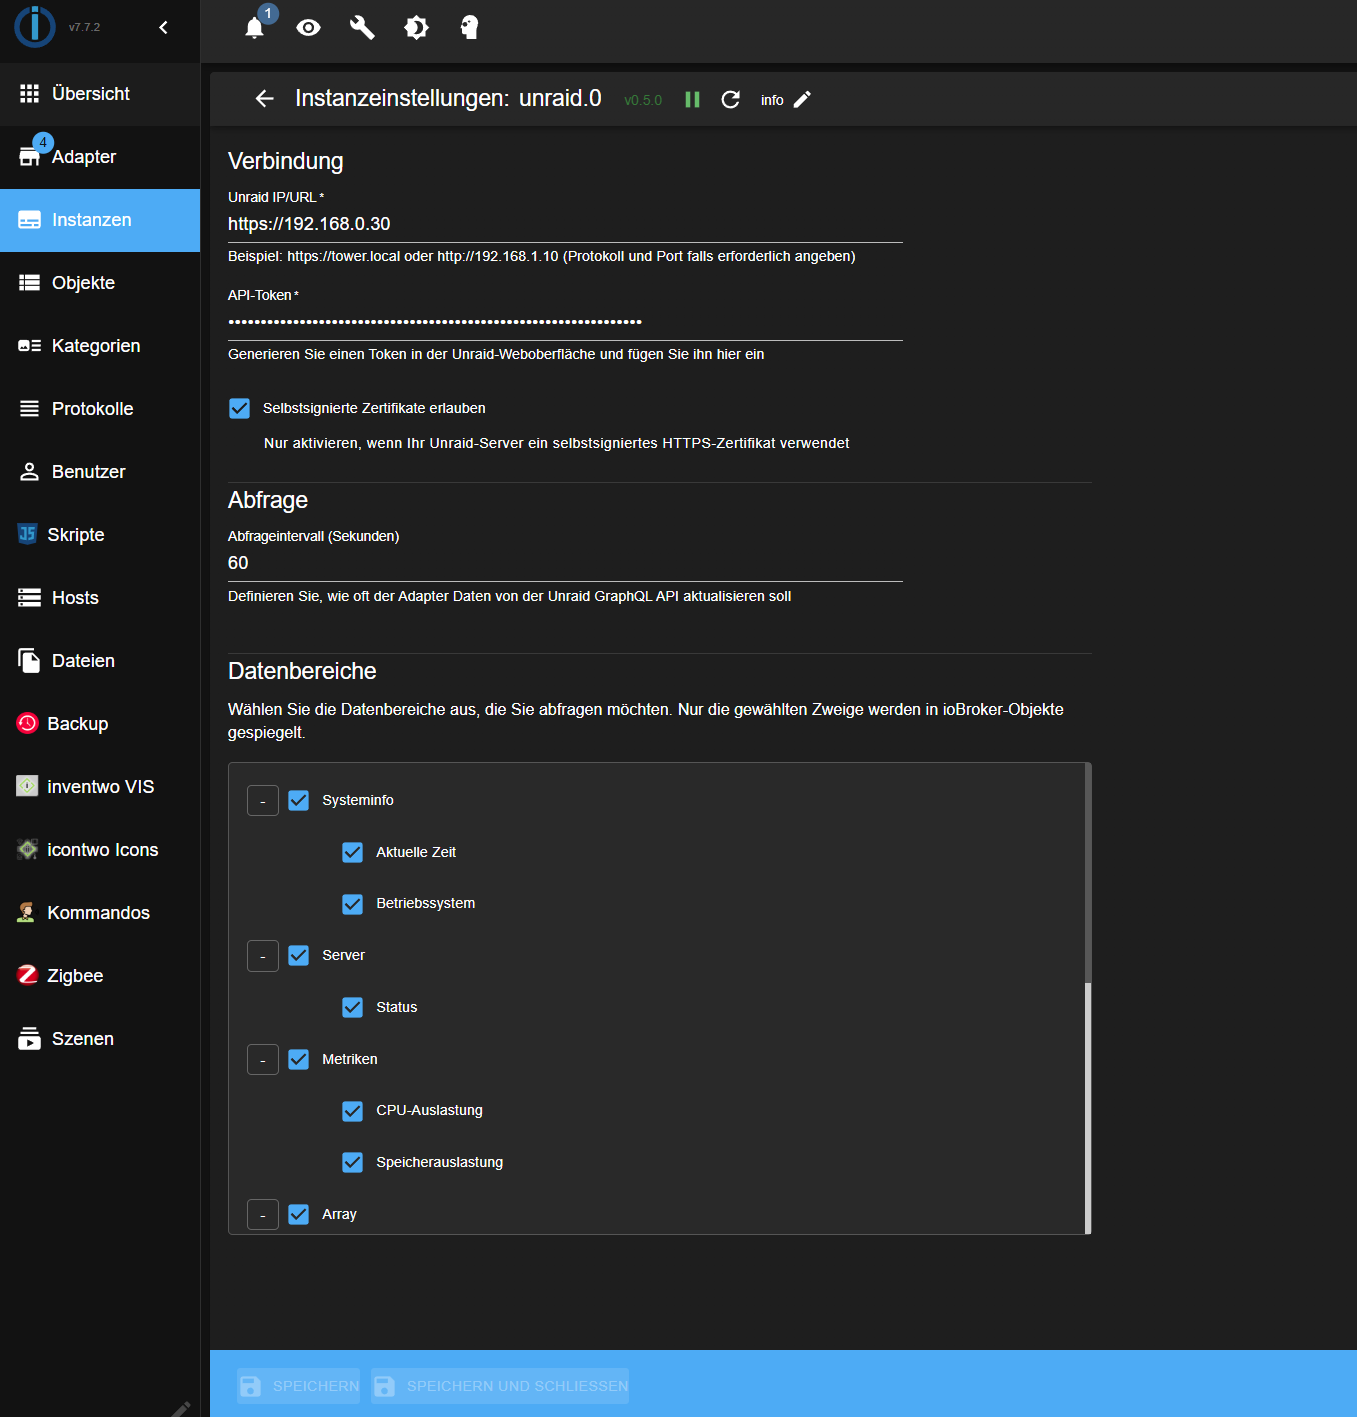 v7.7.2
1
Übersicht
4
Adapter
Instanzen
Objekte
Kategorien
Protokolle
Benutzer
JS
Skripte
Hosts
Dateien
Backup
inventwo VIS
icontwo Icons
Kommandos
Zigbee
Szenen
Instanzeinstellungen: unraid.0 v0.5.0 info
Verbindung
Unraid IP/URL *
https://192.168.0.30
Beispiel: https://tower.local oder http://192.168.1.10 (Protokoll und Port falls erforderlich angeben)
API-Token *
Generieren Sie einen Token in der Unraid-Weboberfläche und fügen Sie ihn hier ein
Selbstsignierte Zertifikate erlauben
Nur aktivieren, wenn Ihr Unraid-Server ein selbstsigniertes HTTPS-Zertifikat verwendet
Abfrage
Abfrageintervall (Sekunden)
60
Definieren Sie, wie oft der Adapter Daten von der Unraid GraphQL API aktualisieren soll
Datenbereiche
Wählen Sie die Datenbereiche aus, die Sie abfragen möchten. Nur die gewählten Zweige werden in ioBroker-Objekte
gespiegelt.
- Systeminfo
Aktuelle Zeit
Betriebssystem
- Server
Status
- Metriken
CPU-Auslastung
Speicherauslastung
- Array
SPEICHERN SPEICHERN UND SCHLIESSEN